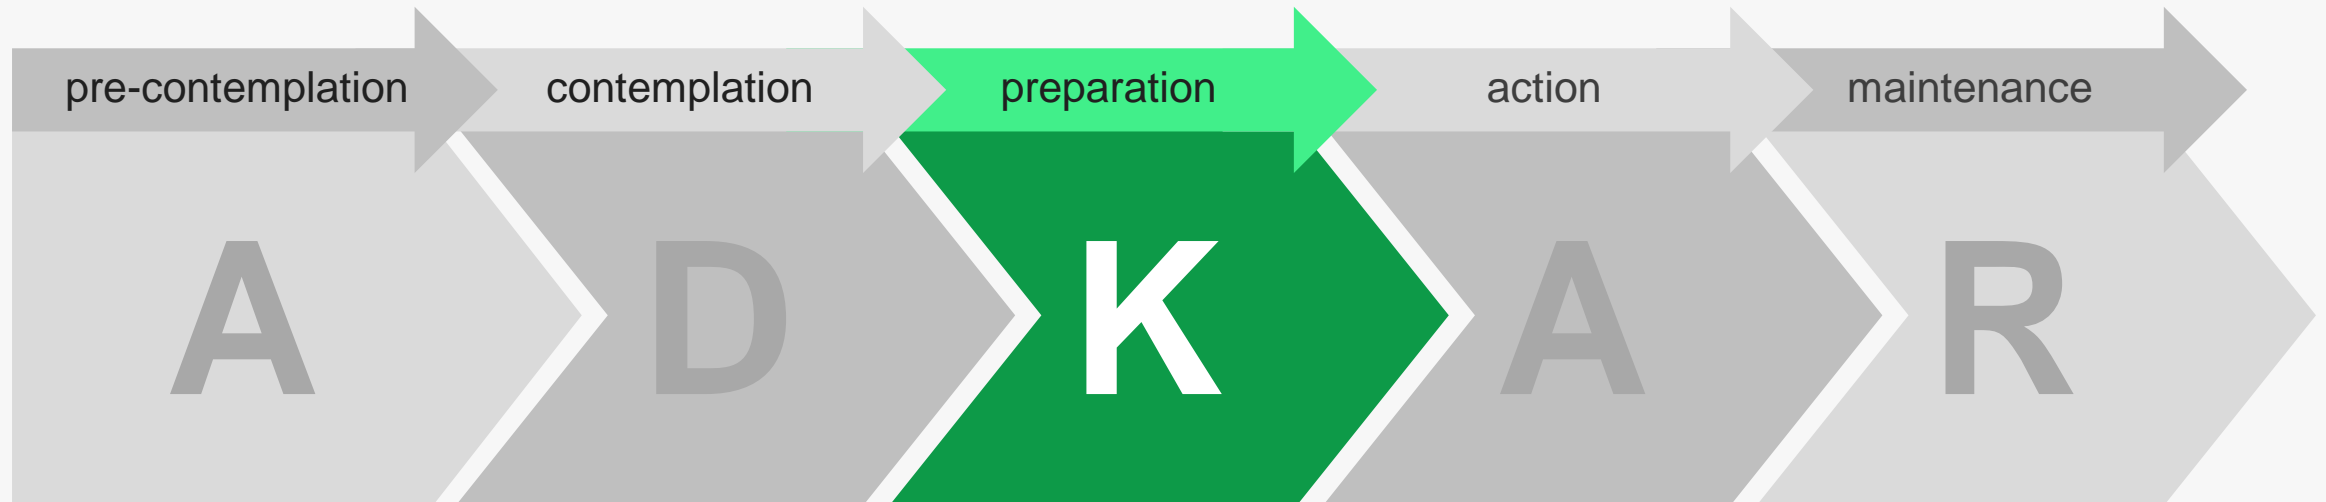 pre-contemplation contemplation preparation action maintenance
A D K A R